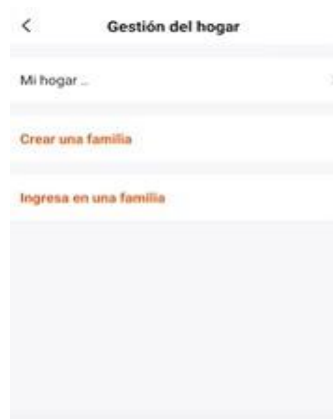 Gestión del hogar
Mi hogar ..
Crear una familia
Ingresa en una familia